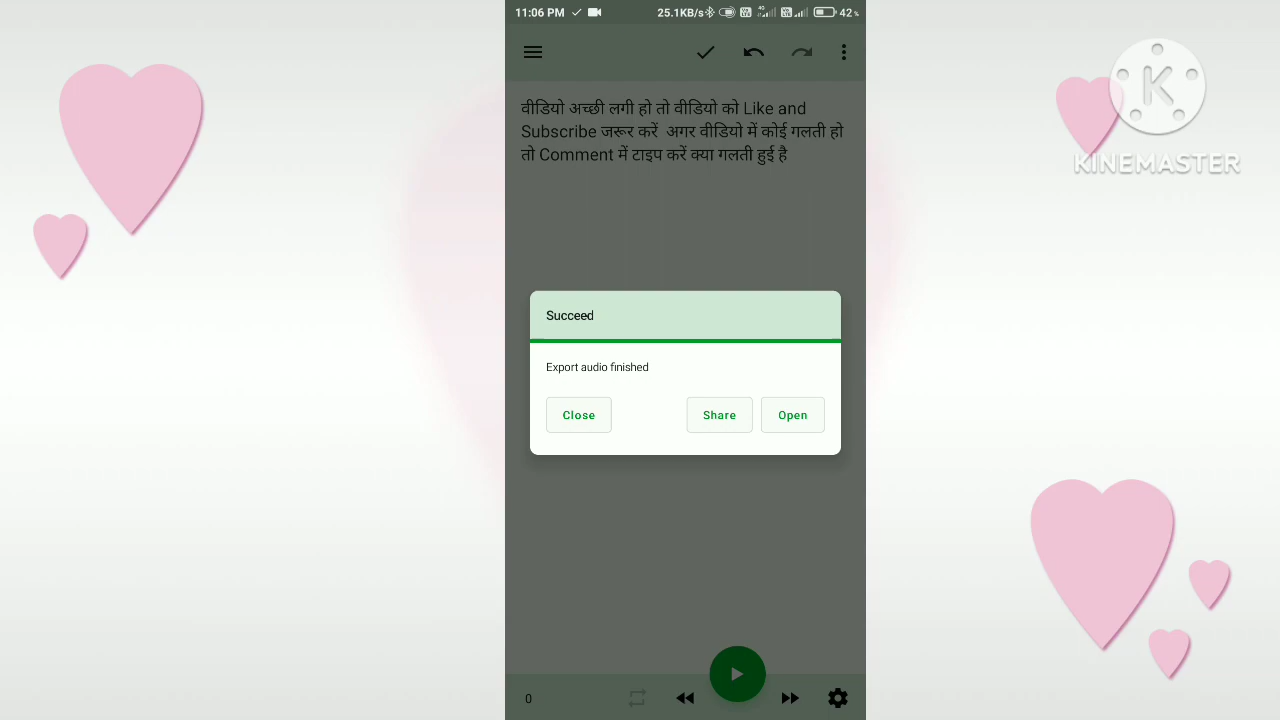 11:06 PM 25.1KB/s 4G 42%
वीडियो अच्छी लगी हो तो वीडियो को Like and
Subscribe जरूर करें अगर वीडियो में कोई गलती हो
तो Comment में टाइप करें क्या गलती हुई है
K
KINEMASTER
Succeed
Export audio finished
Close Share Open
0